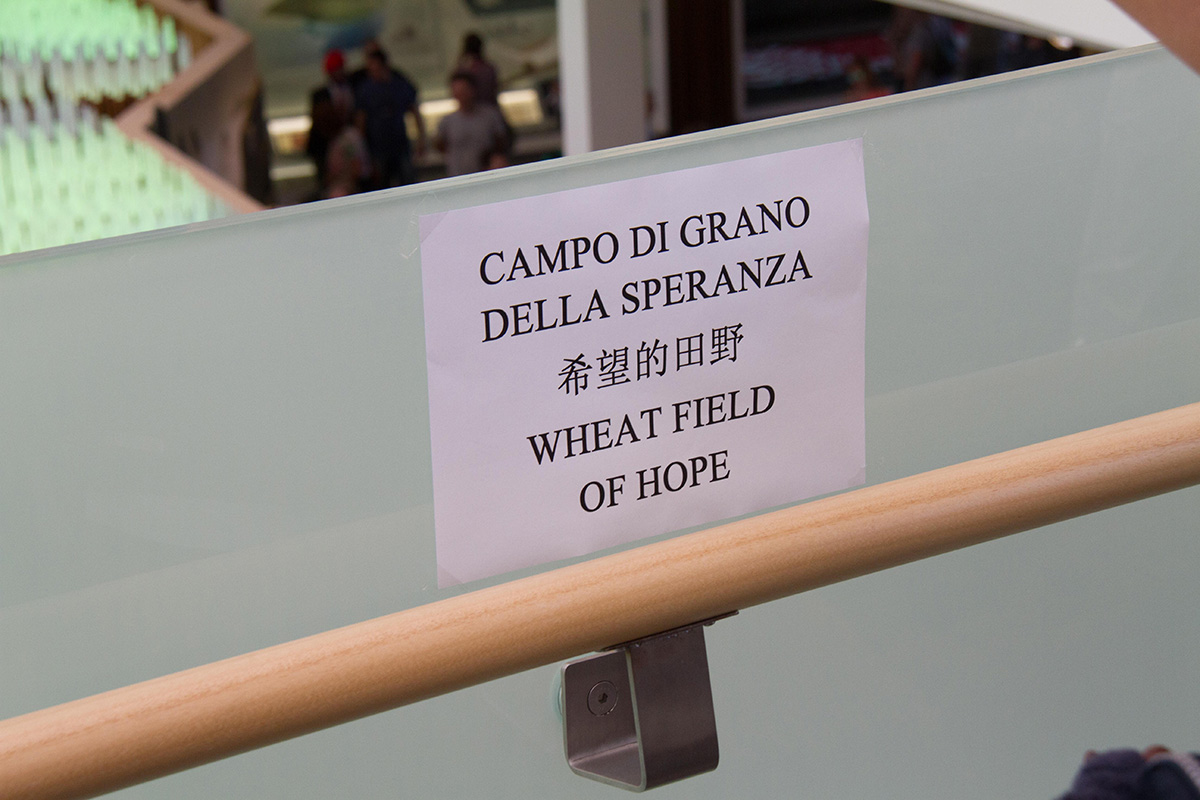 CAMPO DI GRANO
DELLA SPERANZA
希望的田野
WHEAT FIELD
OF HOPE